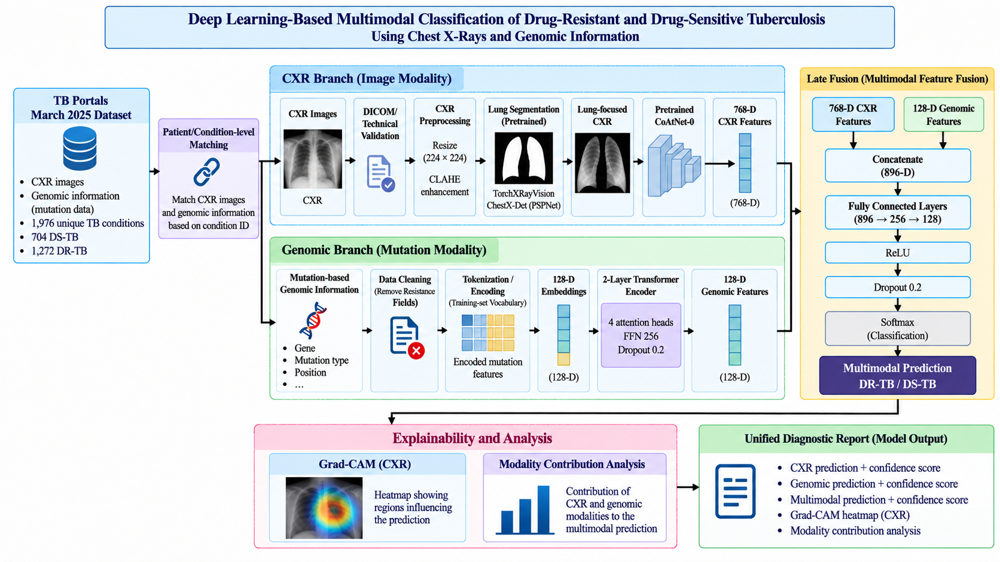 Deep Learning-Based Multimodal Classification of Drug-Resistant and Drug-Sensitive Tuberculosis
Using Chest X-Rays and Genomic Information
TB Portals
March 2025 Dataset
• CXR images
• Genomic information
(mutation data)
• 1,976 unique TB conditions
• 704 DS-TB
• 1,272 DR-TB
Patient/Condition-level
Matching
Match CXR images
and genomic information
based on condition ID
CXR Branch (Image Modality)
CXR Images
CXR
DICOM/
Technical
Validation
CXR
Preprocessing
Resize
(224 × 224)
CLAHE
enhancement
Lung Segmentation
(Pretrained)
TorchXRayVision
ChestX-Det (PSPNet)
Lung-focused
CXR
Pretrained
CoAtNet-0
768-D
CXR Features
(768-D)
Genomic Branch (Mutation Modality)
Mutation-based
Genomic Information
• Gene
• Mutation type
• Position
• ...
Data Cleaning
(Remove Resistance
Fields)
Tokenization /
Encoding
(Training-set Vocabulary)
Encoded mutation
features
128-D
Embeddings
(128-D)
2-Layer Transformer
Encoder
4 attention heads
FFN 256
Dropout 0.2
128-D
Genomic Features
(128-D)
Late Fusion (Multimodal Feature Fusion)
768-D CXR
Features
128-D Genomic
Features
Concatenate
(896-D)
Fully Connected Layers
(896 → 256 → 128)
ReLU
Dropout 0.2
Softmax
(Classification)
Multimodal Prediction
DR-TB / DS-TB
Explainability and Analysis
Grad-CAM (CXR)
Heatmap showing
regions influencing
the prediction
Modality Contribution Analysis
Contribution of
CXR and genomic
modalities to the
multimodal prediction
Unified Diagnostic Report (Model Output)
• CXR prediction + confidence score
• Genomic prediction + confidence score
• Multimodal prediction + confidence score
• Grad-CAM heatmap (CXR)
• Modality contribution analysis